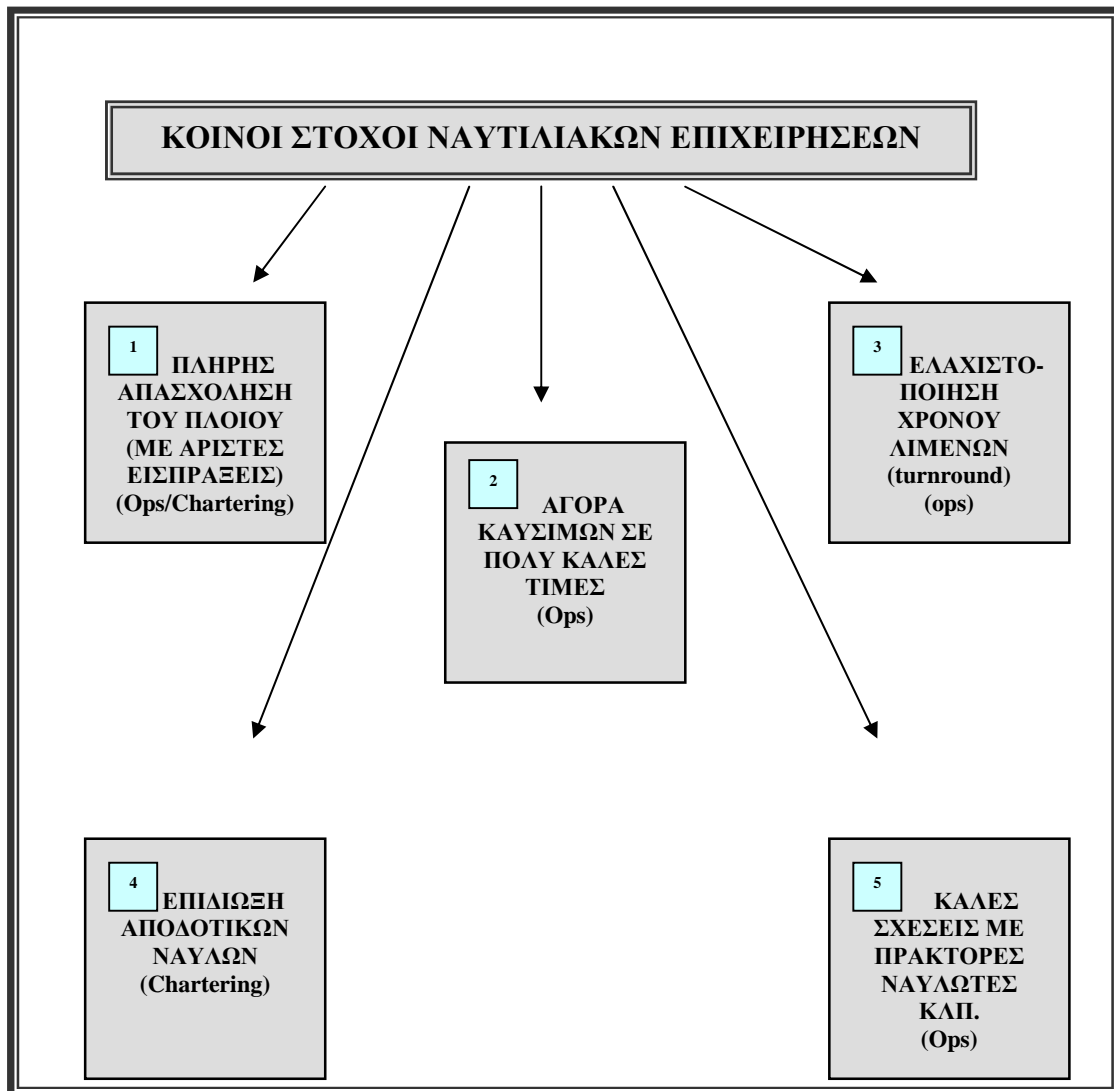 ΚΟΙΝΟΙ ΣΤΟΧΟΙ ΝΑΥΤΙΛΙΑΚΩΝ ΕΠΙΧΕΙΡΗΣΕΩΝ
1
ΠΛΗΡΗΣ
ΑΠΑΣΧΟΛΗΣΗ
ΤΟΥ ΠΛΟΙΟΥ
(ΜΕ ΑΡΙΣΤΕΣ
ΕΙΣΠΡΑΞΕΙΣ)
(Ops/Chartering)
2
ΑΓΟΡΑ
ΚΑΥΣΙΜΩΝ ΣΕ
ΠΟΛΥ ΚΑΛΕΣ
ΤΙΜΕΣ
(Ops)
3
ΕΛΑΧΙΣΤΟ-
ΠΟΙΗΣΗ
ΧΡΟΝΟΥ
ΛΙΜΕΝΩΝ
(turnround)
(ops)
4
ΕΠΙΔΙΩΞΗ
ΑΠΟΔΟΤΙΚΩΝ
ΝΑΥΛΩΝ
(Chartering)
5
ΚΑΛΕΣ
ΣΧΕΣΕΙΣ ΜΕ
ΠΡΑΚΤΟΡΕΣ
ΝΑΥΛΩΤΕΣ
ΚΛΠ.
(Ops)